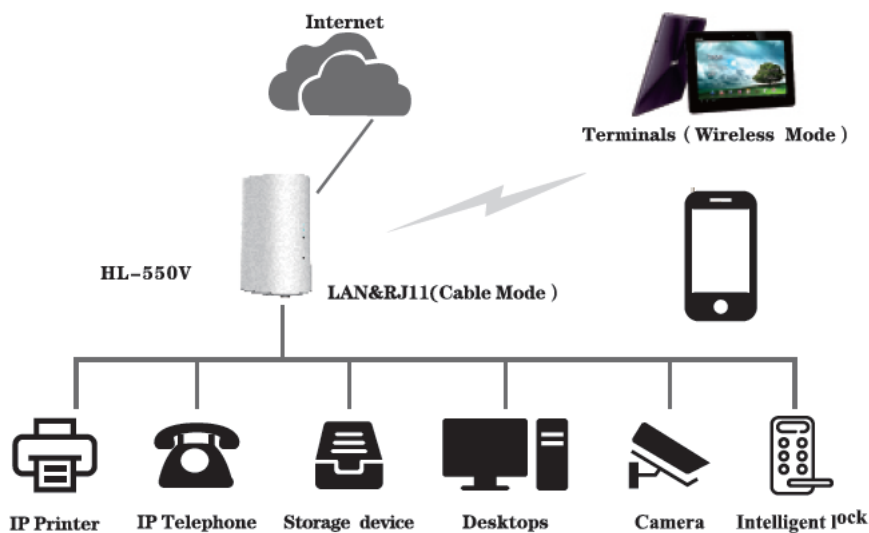 Internet
Terminals ( Wireless Mode )
HL-550V
LAN&RJ11(Cable Mode )
IP Printer
IP Telephone
Storage device
Desktops
Camera
Intelligent lock